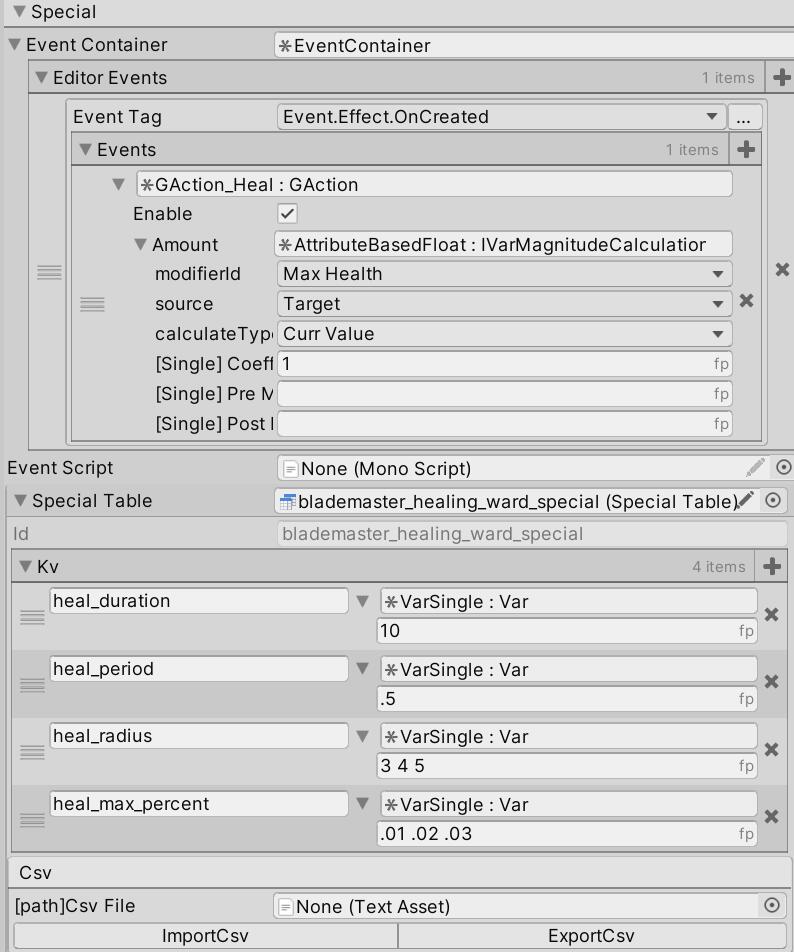 Special
Event Container *EventContainer
Editor Events 1 items
Event Tag Event.Effect.OnCreated ...
Events 1 items
*GAction_Heal : GAction
Enable
Amount *AttributeBasedFloat : IVarMagnitudeCalculatior
modifierId Max Health
source Target
calculateType Curr Value
[Single] Coeff 1 fp
[Single] Pre M fp
[Single] Post fp
Event Script None (Mono Script)
Special Table blademaster_healing_ward_special (Special Table)
Id blademaster_healing_ward_special
Kv 4 items
heal_duration *VarSingle : Var
10 fp
heal_period *VarSingle : Var
.5 fp
heal_radius *VarSingle : Var
3 4 5 fp
heal_max_percent *VarSingle : Var
.01 .02 .03 fp
Csv
[path]Csv File None (Text Asset)
ImportCsv ExportCsv